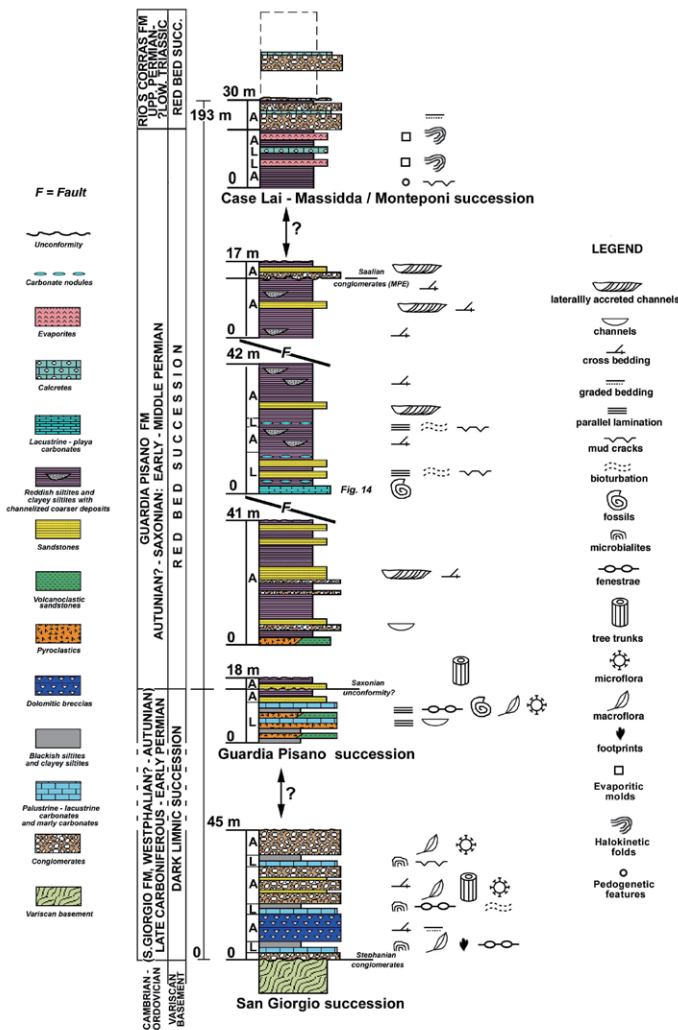 RIO S CORRAS FM
UPP. PERMIAN-
?LOW. TRIASSIC
RED BED SUCC.
GUARDIA PISANO FM
AUTUNIAN? - SAXONIAN: EARLY - MIDDLE PERMIAN
RED BED SUCCESSION
(S.GIORGIO FM, WESTPHALIAN? - AUTUNIAN)
LATE CARBONIFEROUS - EARLY PERMIAN
DARK LIMNIC SUCCESSION
CAMBRIAN -
ORDOVICIAN
VARISCAN
BASEMENT
193 m
0
F = Fault
Unconformity
Carbonate nodules
Evaporites
Calcretes
Lacustrine - playa
carbonates
Reddish siltites and
clayey siltites with
channelized coarser deposits
Sandstones
Volcanoclastic
sandstones
Pyroclastics
Dolomitic breccias
Blackish siltites
and clayey siltites
Palustrine - lacustrine
carbonates
and marly carbonates
Conglomerates
Variscan basement
30 m
A
A
L
L
A
0
Case Lai - Massidda / Monteponi succession
?
17 m
A
A
0
Saalian
conglomerates (MPE)
F
42 m
A
L
A
L
0
Fig. 14
F
41 m
A
0
18 m
A
A
L
0
Saxonian
unconformity?
Guardia Pisano succession
?
45 m
A
L
A
L
A
L
0
Stephanian
conglomerates
San Giorgio succession
LEGEND
laterallly accreted channels
channels
cross bedding
graded bedding
parallel lamination
mud cracks
bioturbation
fossils
microbialites
fenestrae
tree trunks
microflora
macroflora
footprints
Evaporitic
molds
Halokinetic
folds
Pedogenetic
features